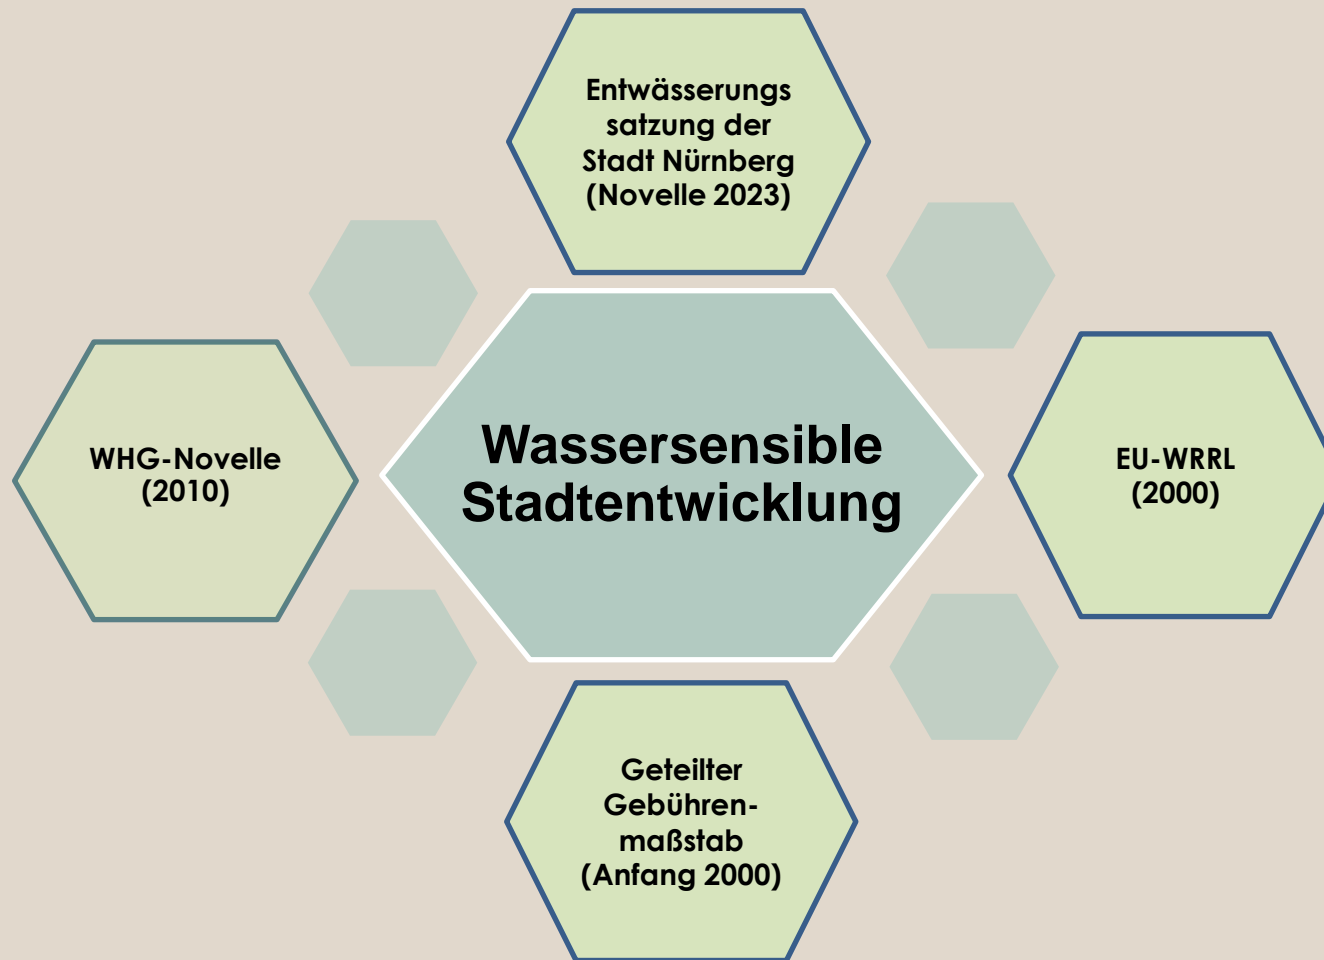 Entwässerungs
satzung der
Stadt Nürnberg
(Novelle 2023)
WHG-Novelle
(2010)
Wassersensible
Stadtentwicklung
EU-WRRL
(2000)
Geteilter
Gebühren-
maßstab
(Anfang 2000)